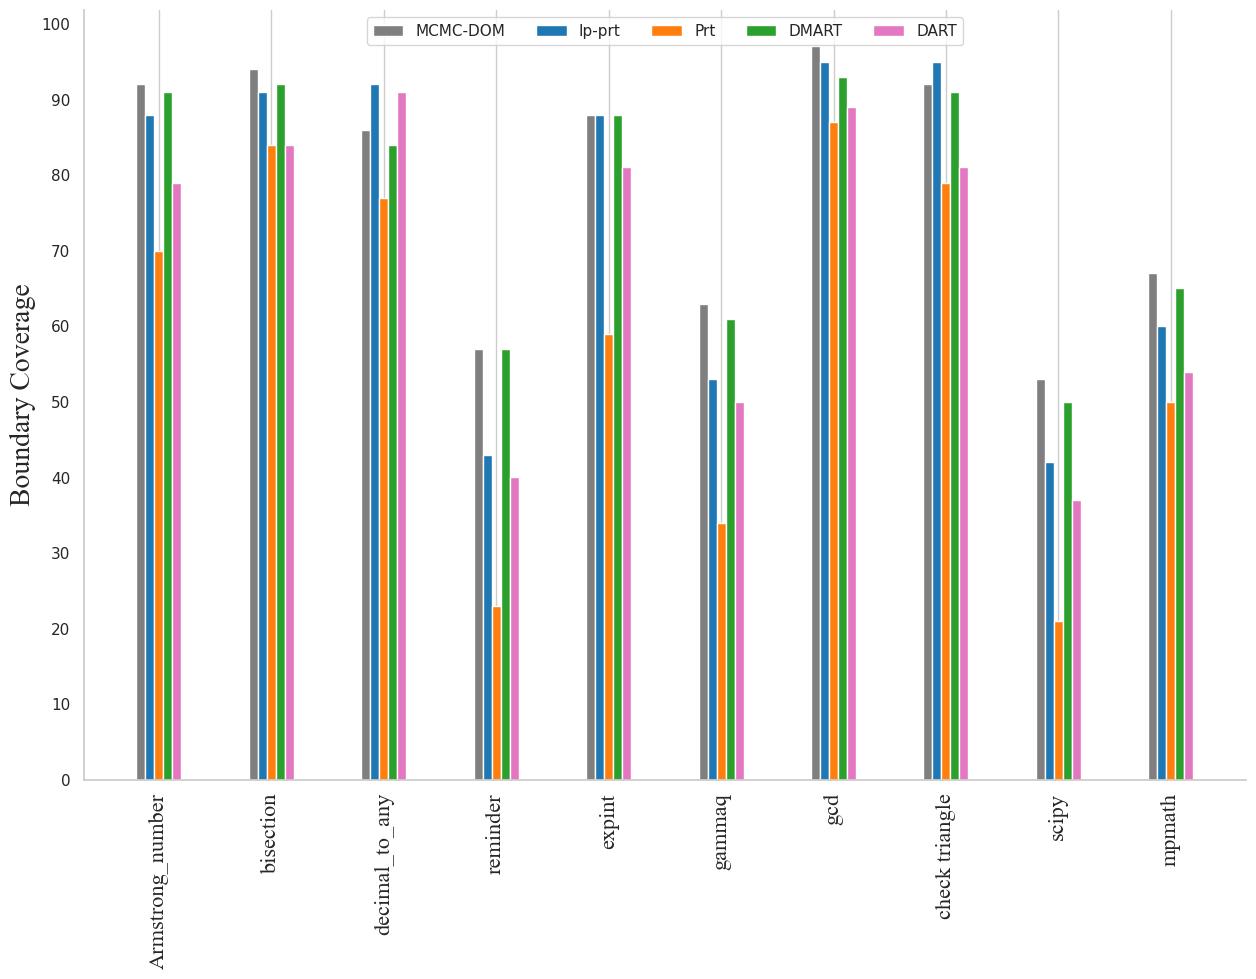 MCMC-DOM Ip-prt Prt DMART DART
100
90
80
70
60
50
40
30
20
10
0
Boundary Coverage
Armstrong_number
bisection
decimal_to_any
reminder
expint
gammaq
gcd
check triangle
scipy
mpmath